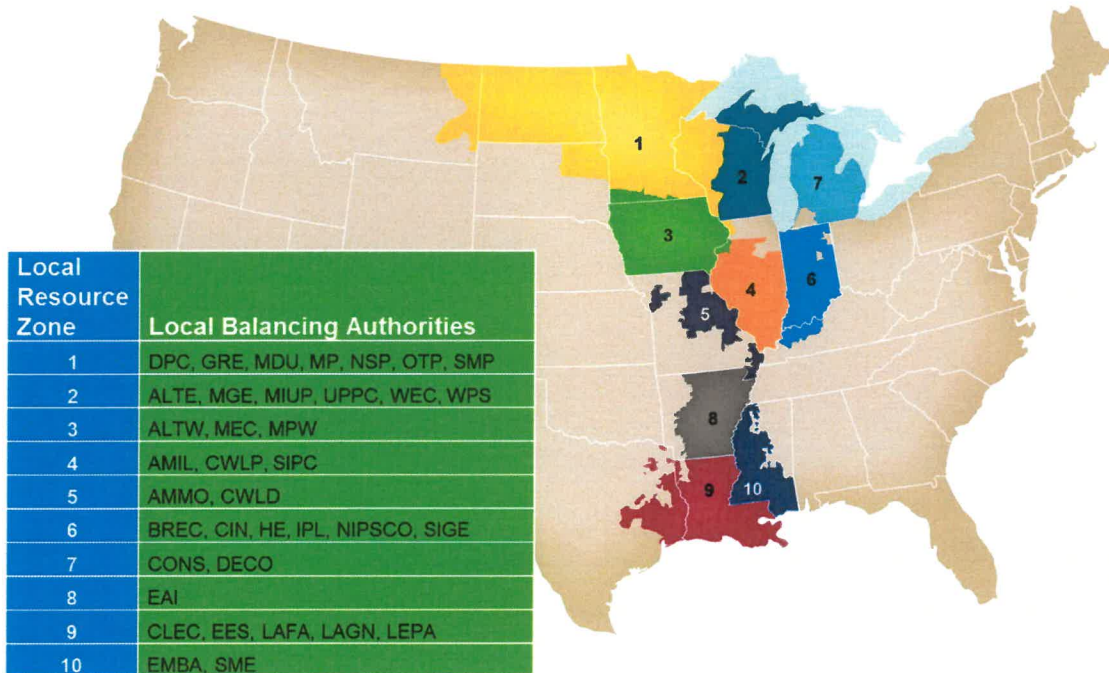 1
2
7
3
4
6
5
8
9
10
Local
Resource
Zone
Local Balancing Authorities
1 DPC, GRE, MDU, MP, NSP, OTP, SMP
2 ALTE, MGE, MIUP, UPPC, WEC, WPS
3 ALTW, MEC, MPW
4 AMIL, CWLP, SIPC
5 AMMO, CWLD
6 BREC, CIN, HE, IPL, NIPSCO, SIGE
7 CONS, DECO
8 EAI
9 CLEC, EES, LAFA, LAGN, LEPA
10 EMBA, SME